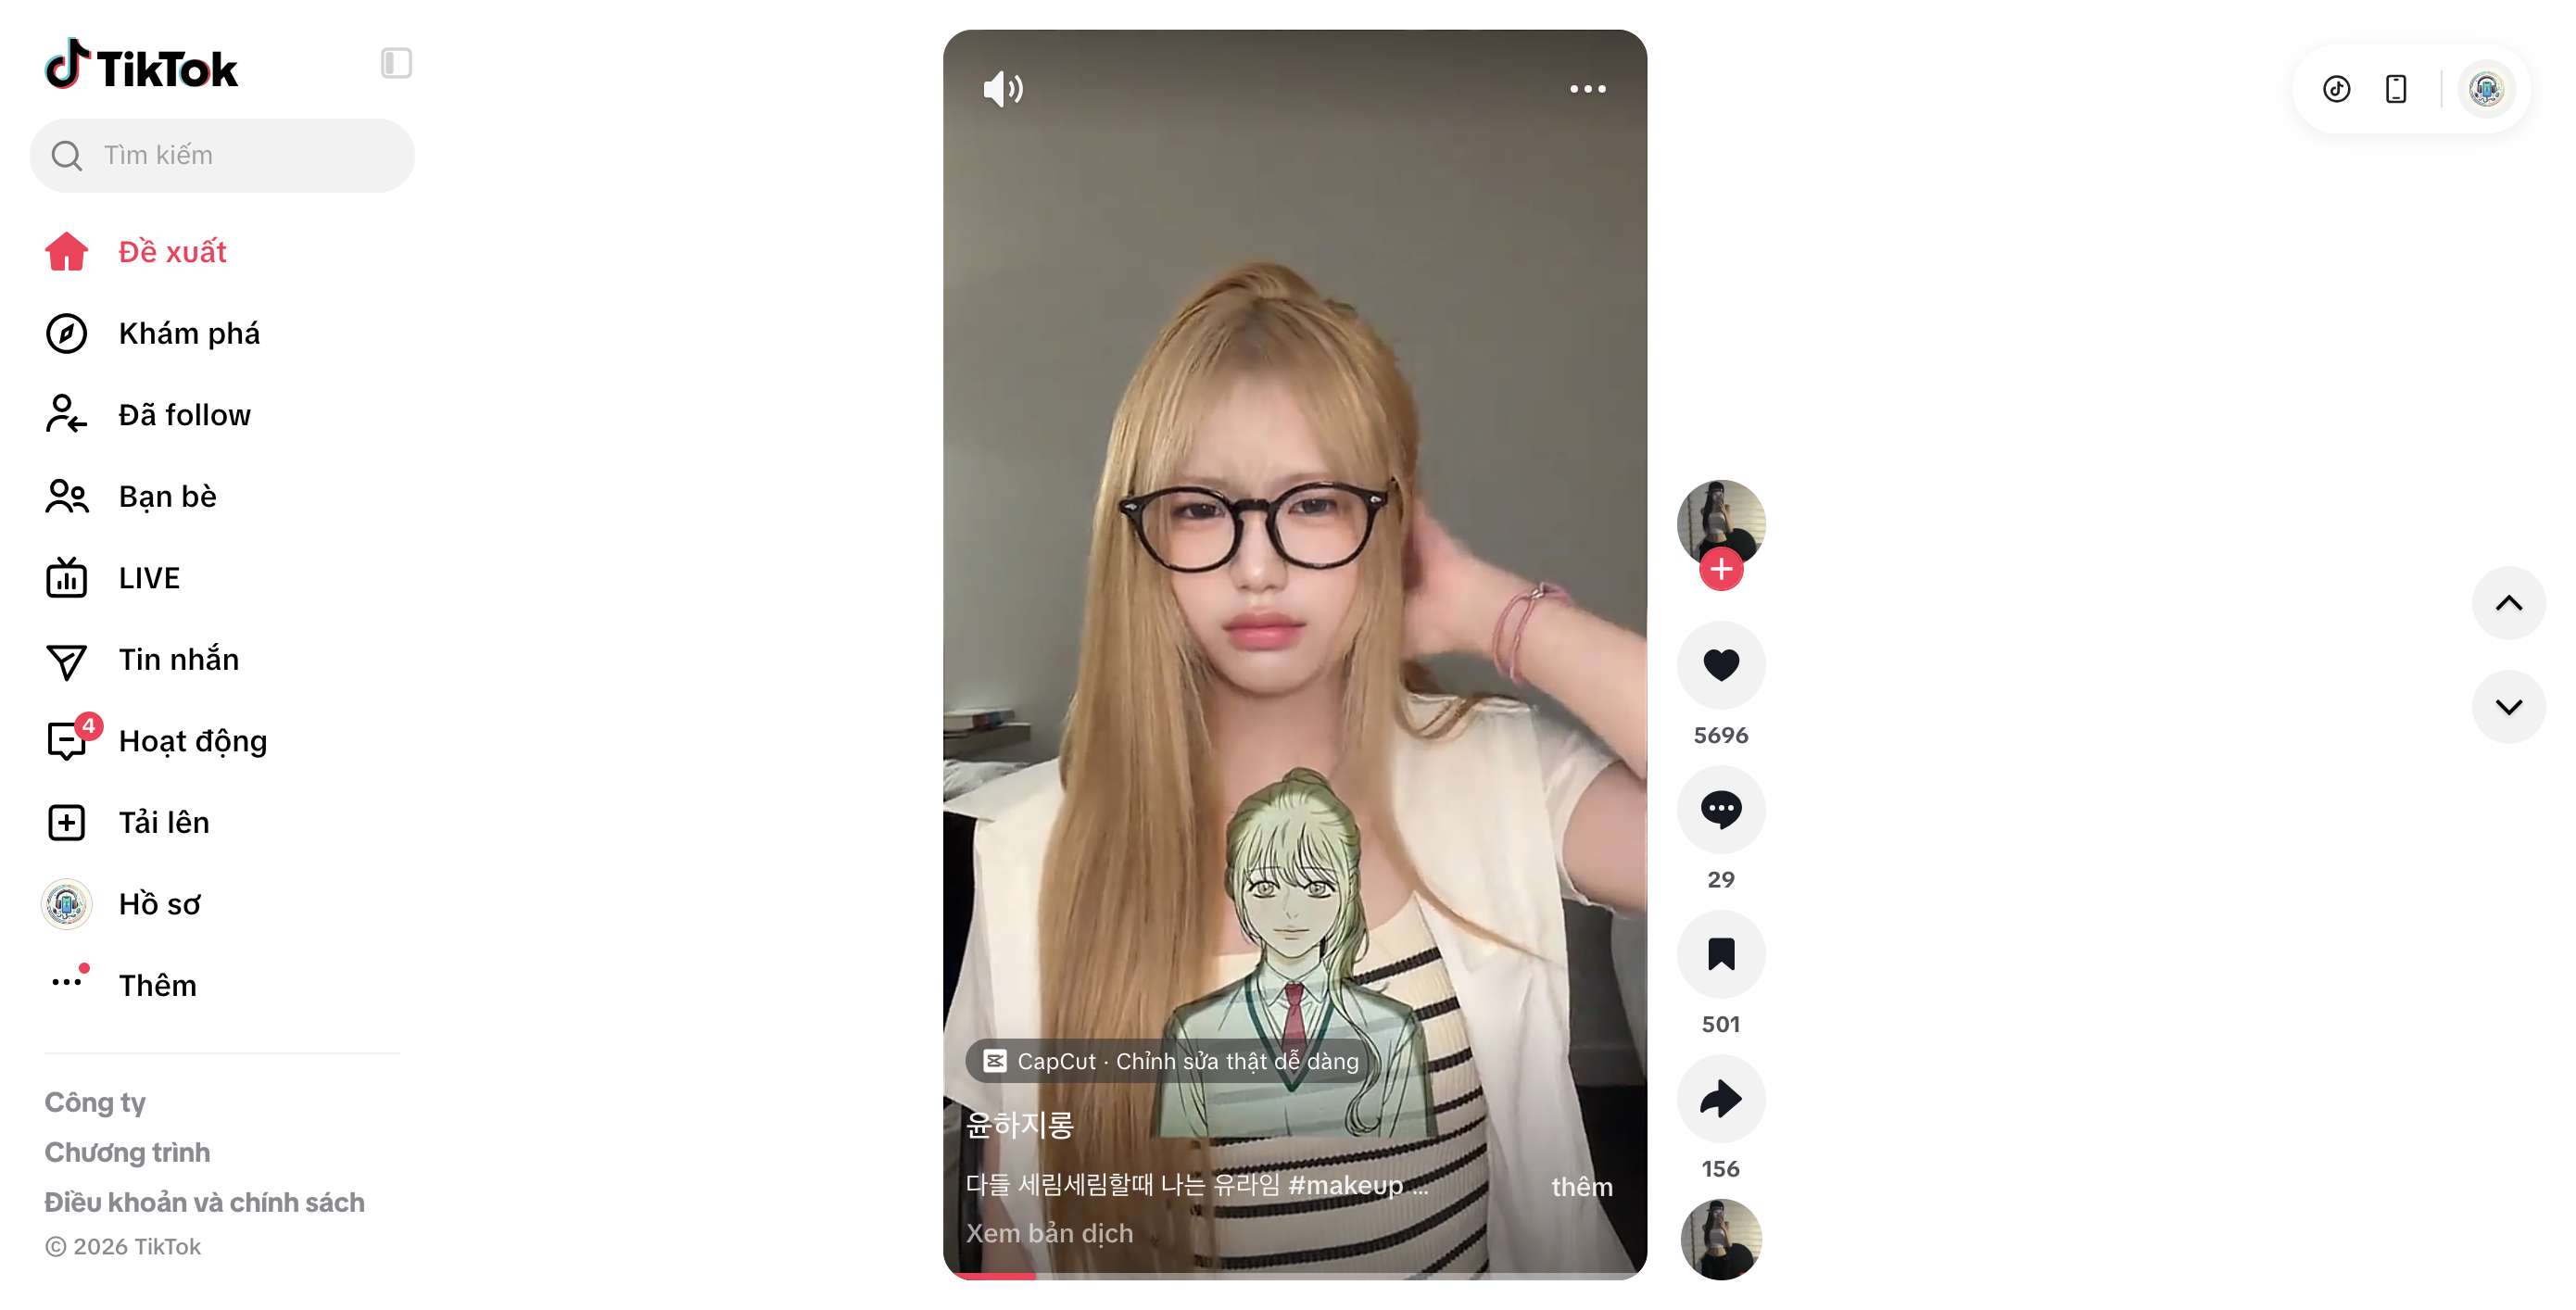 TikTok
Tìm kiếm
Đề xuất
Khám phá
Đã follow
Bạn bè
LIVE
Tin nhắn
4
Hoạt động
Tải lên
Hồ sơ
Thêm
Công ty
Chương trình
Điều khoản và chính sách
© 2026 TikTok
CapCut · Chỉnh sửa thật dễ dàng
윤하지롱
다들 세림세림할때 나는 유라임 #makeup ... thêm
Xem bản dịch
5696
29
501
156